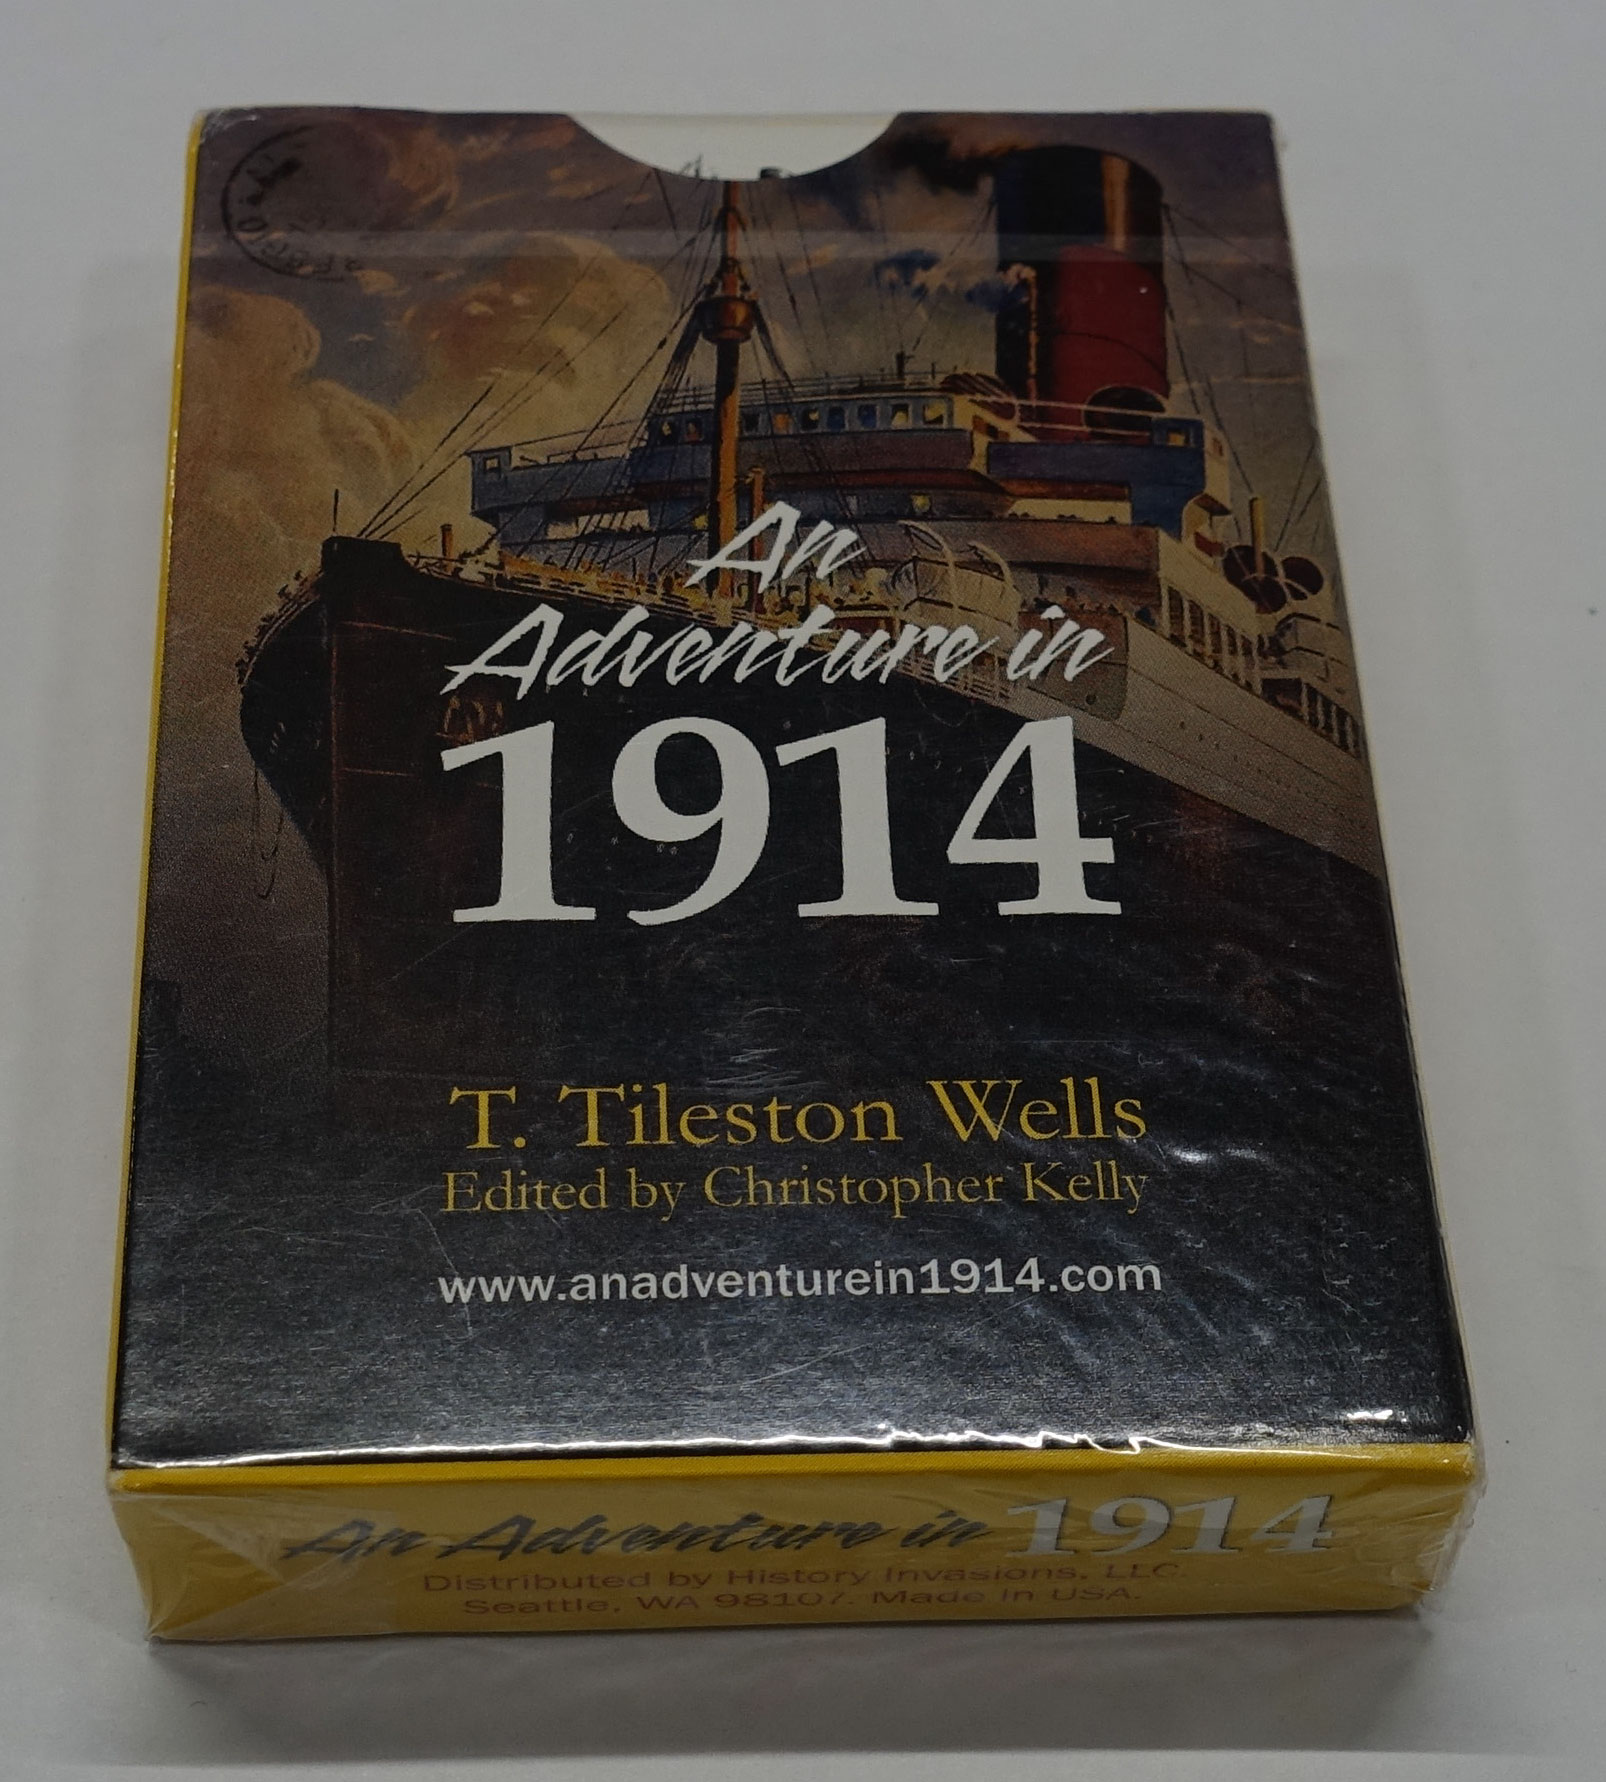 An
Adventure in
1914
T. Tileston Wells
Edited by Christopher Kelly
www.anadventurein1914.com
An Adventure in 1914
Distributed by History Invasions, LLC.
Seattle, WA 98107. Made in USA.